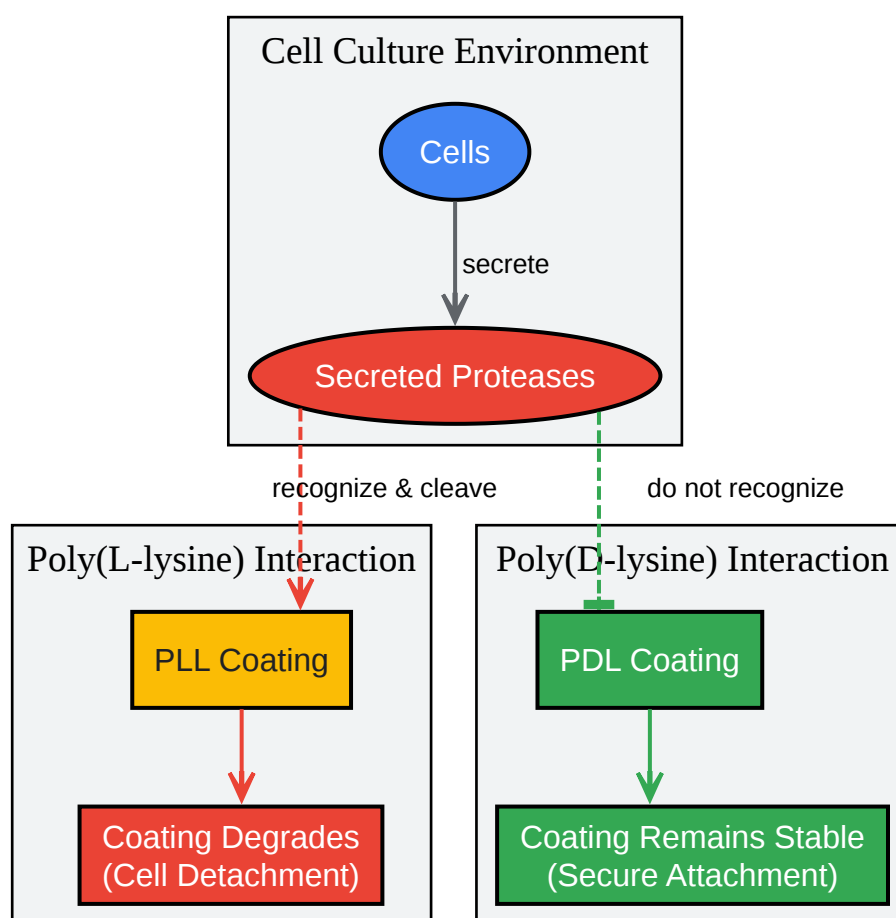 Cell Culture Environment
Cells
secrete
Secreted Proteases
recognize & cleave
do not recognize
Poly(L-lysine) Interaction
Poly(D-lysine) Interaction
PLL Coating
PDL Coating
Coating Degrades
(Cell Detachment)
Coating Remains Stable
(Secure Attachment)